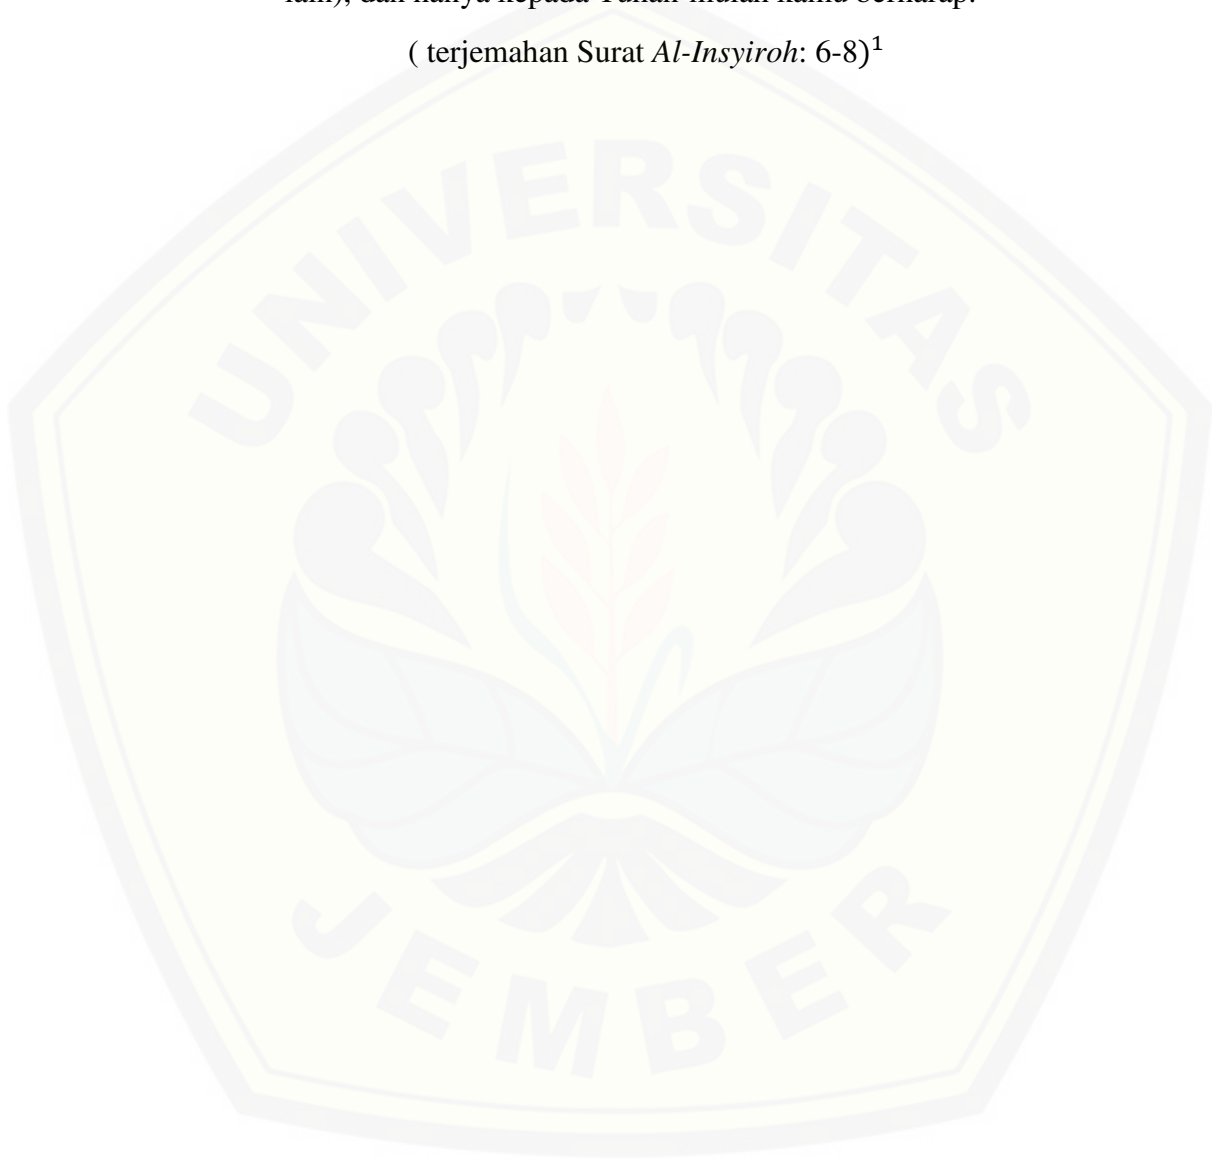 lain), dan hanya kepada Tuhan-mulah kamu berharap.
( terjemahan Surat Al-Insyiroh: 6-8)¹
UNIVERSITAS
JEMBER